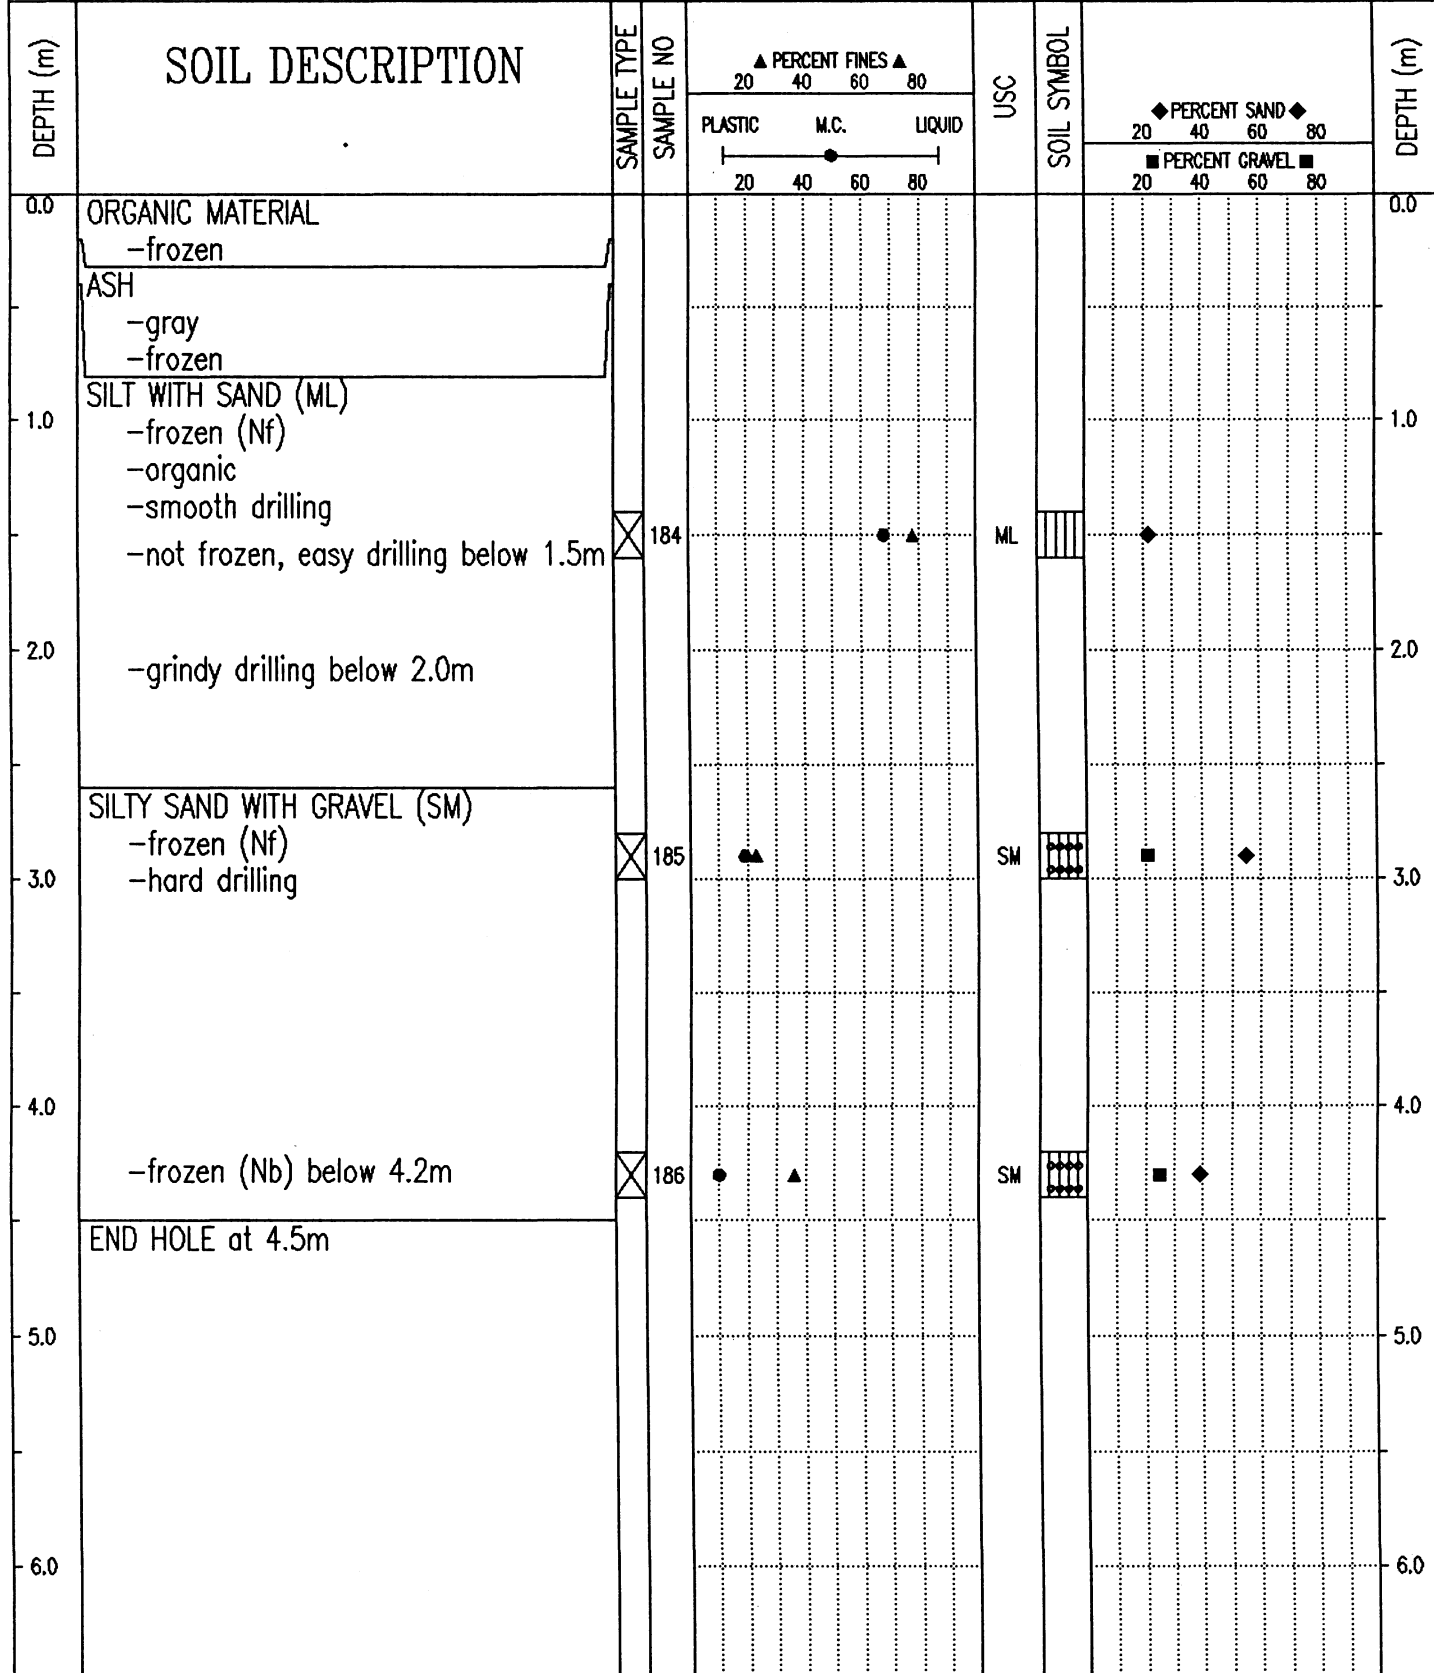 DEPTH (m)
SOIL DESCRIPTION
SAMPLE TYPE
SAMPLE NO
▲ PERCENT FINES ▲
20 40 60 80
PLASTIC M.C. LIQUID
20 40 60 80
USC
SOIL SYMBOL
◆PERCENT SAND◆
20 40 60 80
■PERCENT GRAVEL■
20 40 60 80
DEPTH (m)
0.0 ORGANIC MATERIAL 0.0
-frozen
ASH
-gray
-frozen
SILT WITH SAND (ML)
1.0 -frozen (Nf) 1.0
-organic
-smooth drilling
184 ML
-not frozen, easy drilling below 1.5m
2.0 2.0
-grindy drilling below 2.0m
SILTY SAND WITH GRAVEL (SM)
-frozen (Nf) 185 SM
3.0 -hard drilling 3.0
4.0 4.0
-frozen (Nb) below 4.2m 186 SM
END HOLE at 4.5m
5.0 5.0
6.0 6.0